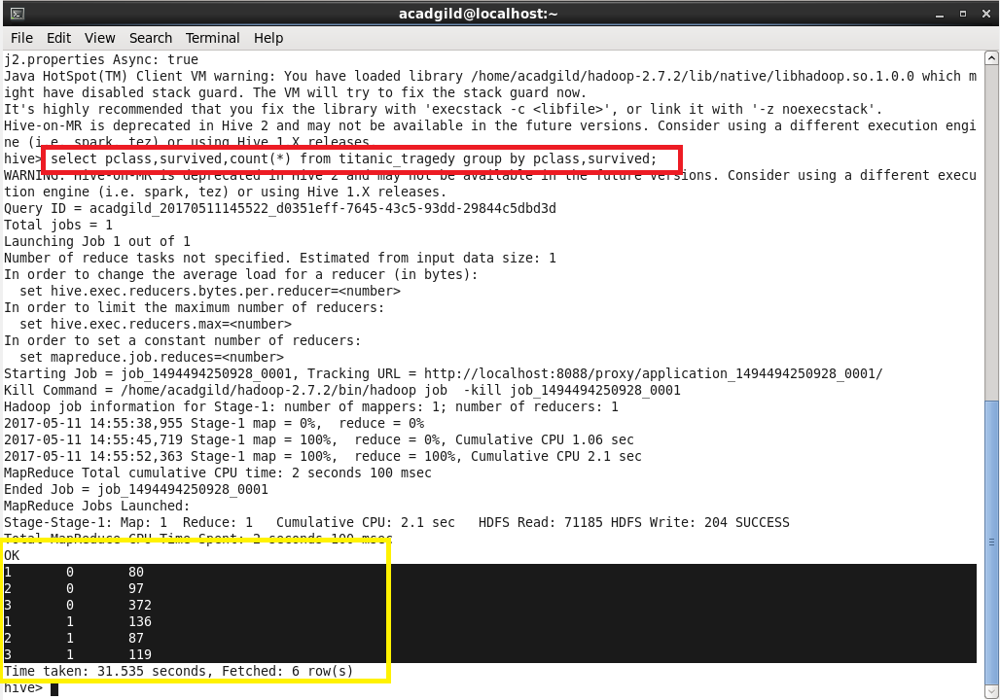 acadgild@localhost:~
File Edit View Search Terminal Help
j2.properties Async: true
Java HotSpot(TM) Client VM warning: You have loaded library /home/acadgild/hadoop-2.7.2/lib/native/libhadoop.so.1.0.0 which m
ight have disabled stack guard. The VM will try to fix the stack guard now.
It's highly recommended that you fix the library with 'execstack -c <libfile>', or link it with '-z noexecstack'.
Hive-on-MR is deprecated in Hive 2 and may not be available in the future versions. Consider using a different execution engi
ne (i.e. spark, tez) or using Hive 1.X releases.
hive> select pclass,survived,count(*) from titanic_tragedy group by pclass,survived;
WARNING: Hive-on-MR is deprecated in Hive 2 and may not be available in the future versions. Consider using a different execu
tion engine (i.e. spark, tez) or using Hive 1.X releases.
Query ID = acadgild_20170511145522_d0351eff-7645-43c5-93dd-29844c5dbd3d
Total jobs = 1
Launching Job 1 out of 1
Number of reduce tasks not specified. Estimated from input data size: 1
In order to change the average load for a reducer (in bytes):
  set hive.exec.reducers.bytes.per.reducer=<number>
In order to limit the maximum number of reducers:
  set hive.exec.reducers.max=<number>
In order to set a constant number of reducers:
  set mapreduce.job.reduces=<number>
Starting Job = job_1494494250928_0001, Tracking URL = http://localhost:8088/proxy/application_1494494250928_0001/
Kill Command = /home/acadgild/hadoop-2.7.2/bin/hadoop job  -kill job_1494494250928_0001
Hadoop job information for Stage-1: number of mappers: 1; number of reducers: 1
2017-05-11 14:55:38,955 Stage-1 map = 0%,  reduce = 0%
2017-05-11 14:55:45,719 Stage-1 map = 100%,  reduce = 0%, Cumulative CPU 1.06 sec
2017-05-11 14:55:52,363 Stage-1 map = 100%,  reduce = 100%, Cumulative CPU 2.1 sec
MapReduce Total cumulative CPU time: 2 seconds 100 msec
Ended Job = job_1494494250928_0001
MapReduce Jobs Launched:
Stage-Stage-1: Map: 1  Reduce: 1   Cumulative CPU: 2.1 sec   HDFS Read: 71185 HDFS Write: 204 SUCCESS
Total MapReduce CPU Time Spent: 2 seconds 100 msec
OK
1 0 80
2 0 97
3 0 372
1 1 136
2 1 87
3 1 119
Time taken: 31.535 seconds, Fetched: 6 row(s)
hive>